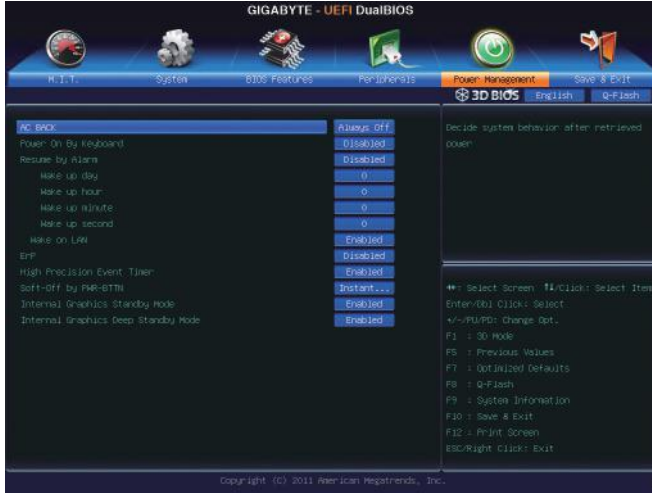 GIGABYTE - UEFI DualBIOS
M.I.T. System BIOS Features Peripherals Power Management Save & Exit
3D BIOS English Q-Flash
AC BACK Always Off
Power On By Keyboard Disabled
Resume by Alarm Disabled
Wake up day 0
Wake up hour 0
Wake up minute 0
Wake up second 0
Wake on LAN Enabled
ErP Disabled
High Precision Event Timer Enabled
Soft-Off by PWR-BTTN Instant...
Internal Graphics Standby Mode Enabled
Internal Graphics Deep Standby Mode Enabled
Decide system behavior after retrieved
power
↔: Select Screen ↑↓/Click: Select Item
Enter/Dbl Click: Select
+/-/PU/PD: Change Opt.
F1 : 3D Mode
F5 : Previous Values
F7 : Optimized Defaults
F8 : Q-Flash
F9 : System Information
F10 : Save & Exit
F12 : Print Screen
ESC/Right Click: Exit
Copyright (C) 2011 American Megatrends, Inc.